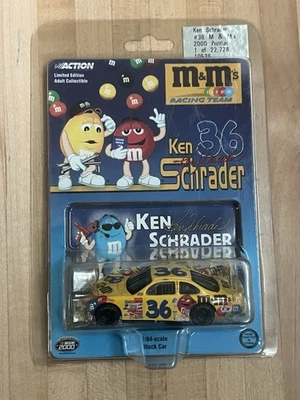 ACTION
Limited Edition
Adult Collectible
Ken Schrader
#36 M & M's
2000 Pontiac
1 of 22,728
m&m's
RACING TEAM
Ken 36
Schrader
m
KEN
SCHRADER
36
1:64-scale
Stock Car
2000